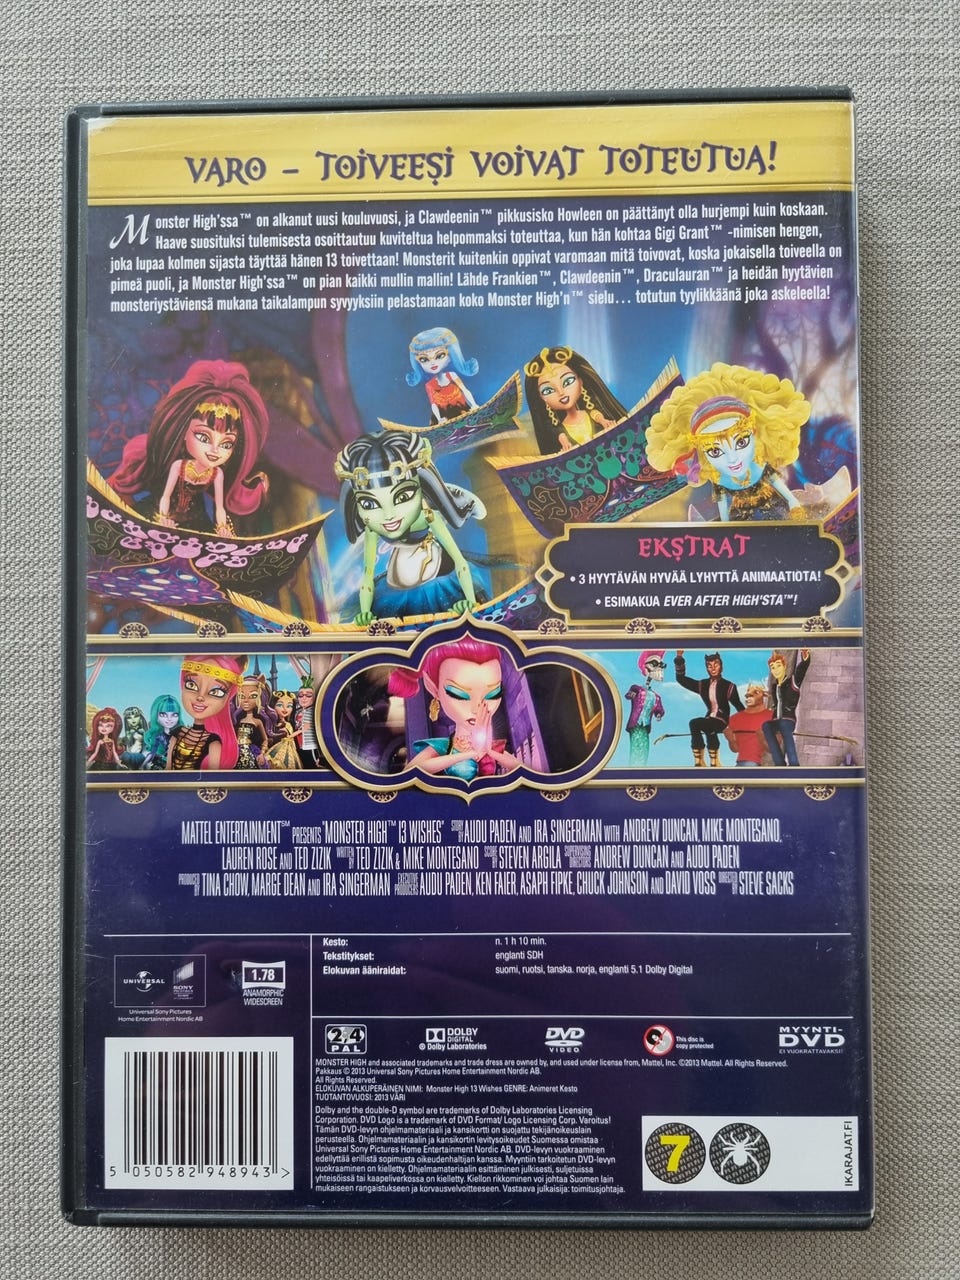 VARO – TOIVEESI VOIVAT TOTEUTUA!
Monster High'ssa™ on alkanut uusi kouluvuosi, ja Clawdeenin™ pikkusisko Howleen on päättänyt olla hurjempi kuin koskaan.
Haave suosituksi tulemisesta osoittautuu kuviteltua helpommaksi toteuttaa, kun hän kohtaa Gigi Grant™ -nimisen hengen,
joka lupaa kolmen sijasta täyttää hänen 13 toivettaan! Monsterit kuitenkin oppivat varomaan mitä toivovat, koska jokaisella toiveella on
pimeä puoli, ja Monster High'ssa™ on pian kaikki mullin mallin! Lähde Frankien™, Clawdeenin™, Draculauran™ ja heidän hyytävien
monsteriystäviensä mukana taikalampun syvyyksiin pelastamaan koko Monster High'n™ sielu... totutun tyylikkäänä joka askeleella!
EKSTRAT
• 3 HYYTÄVÄN HYVÄÄ LYHYTTÄ ANIMAATIOTA!
• ESIMAKUA EVER AFTER HIGH'STA™!
MATTEL ENTERTAINMENT℠ PRESENTS "MONSTER HIGH™ 13 WISHES" STORY BY AUDU PADEN AND IRA SINGERMAN WITH ANDREW DUNCAN, MIKE MONTESANO,
LAUREN ROSE AND TED ZIZIK WRITTEN BY TED ZIZIK & MIKE MONTESANO SCORE BY STEVEN ARGILA SUPERVISING DIRECTORS ANDREW DUNCAN AND AUDU PADEN
PRODUCED BY TINA CHOW, MARGE DEAN AND IRA SINGERMAN EXECUTIVE PRODUCERS AUDU PADEN, KEN FAIER, ASAPH FIPKE, CHUCK JOHNSON AND DAVID VOSS DIRECTED BY STEVE SACKS
Kesto: n. 1 h 10 min.
Tekstitykset: englanti SDH
Elokuvan ääniraidat: suomi, ruotsi, tanska. norja, englanti 5.1 Dolby Digital
UNIVERSAL
SONY
Universal Sony Pictures
Home Entertainment Nordic AB
1.78
ANAMORPHIC
WIDESCREEN
2,4
PAL
DOLBY
DIGITAL
Dolby Laboratories
DVD
VIDEO
This disc is
copy protected
MYYNTI-
DVD
EI VUOKRATTAVAKSI
MONSTER HIGH and associated trademarks and trade dress are owned by, and used under license from, Mattel, Inc. ©2013 Mattel. All Rights Reserved.
Pakkaus © 2013 Universal Sony Pictures Home Entertainment Nordic AB.
All Rights Reserved.
ELOKUVAN ALKUPERÄINEN NIMI: Monster High 13 Wishes GENRE: Animeret Kesto
TUOTANTOVUOSI: 2013 VÄRI
Dolby and the double-D symbol are trademarks of Dolby Laboratories Licensing
Corporation. DVD Logo is a trademark of DVD Format/ Logo Licensing Corp. Varoitus!
Tämän DVD-levyn ohjelmamateriaali ja kansikortti on suojattu tekijänoikeuslain
perusteella. Ohjelmamateriaalin ja kansikortin levitysoikeudet Suomessa omistaa
Universal Sony Pictures Home Entertainment Nordic AB. DVD-levyn vuokraaminen
edellyttää erillistä sopimusta oikeudenhaltijan kanssa. Myyntiin tarkoitetun DVD-levyn
vuokraaminen on kielletty. Ohjelmamateriaalin esittäminen julkisesti, suljetuissa
yhteisöissä tai kaapeliverkossa on kielletty. Kiellon rikkominen voi johtaa Suomen lain
mukaiseen rangaistukseen ja korvausvelvoitteeseen. Vastaava julkaisija: toimitusjohtaja.
5 050582 948943 >
7
IKARAJAT.FI